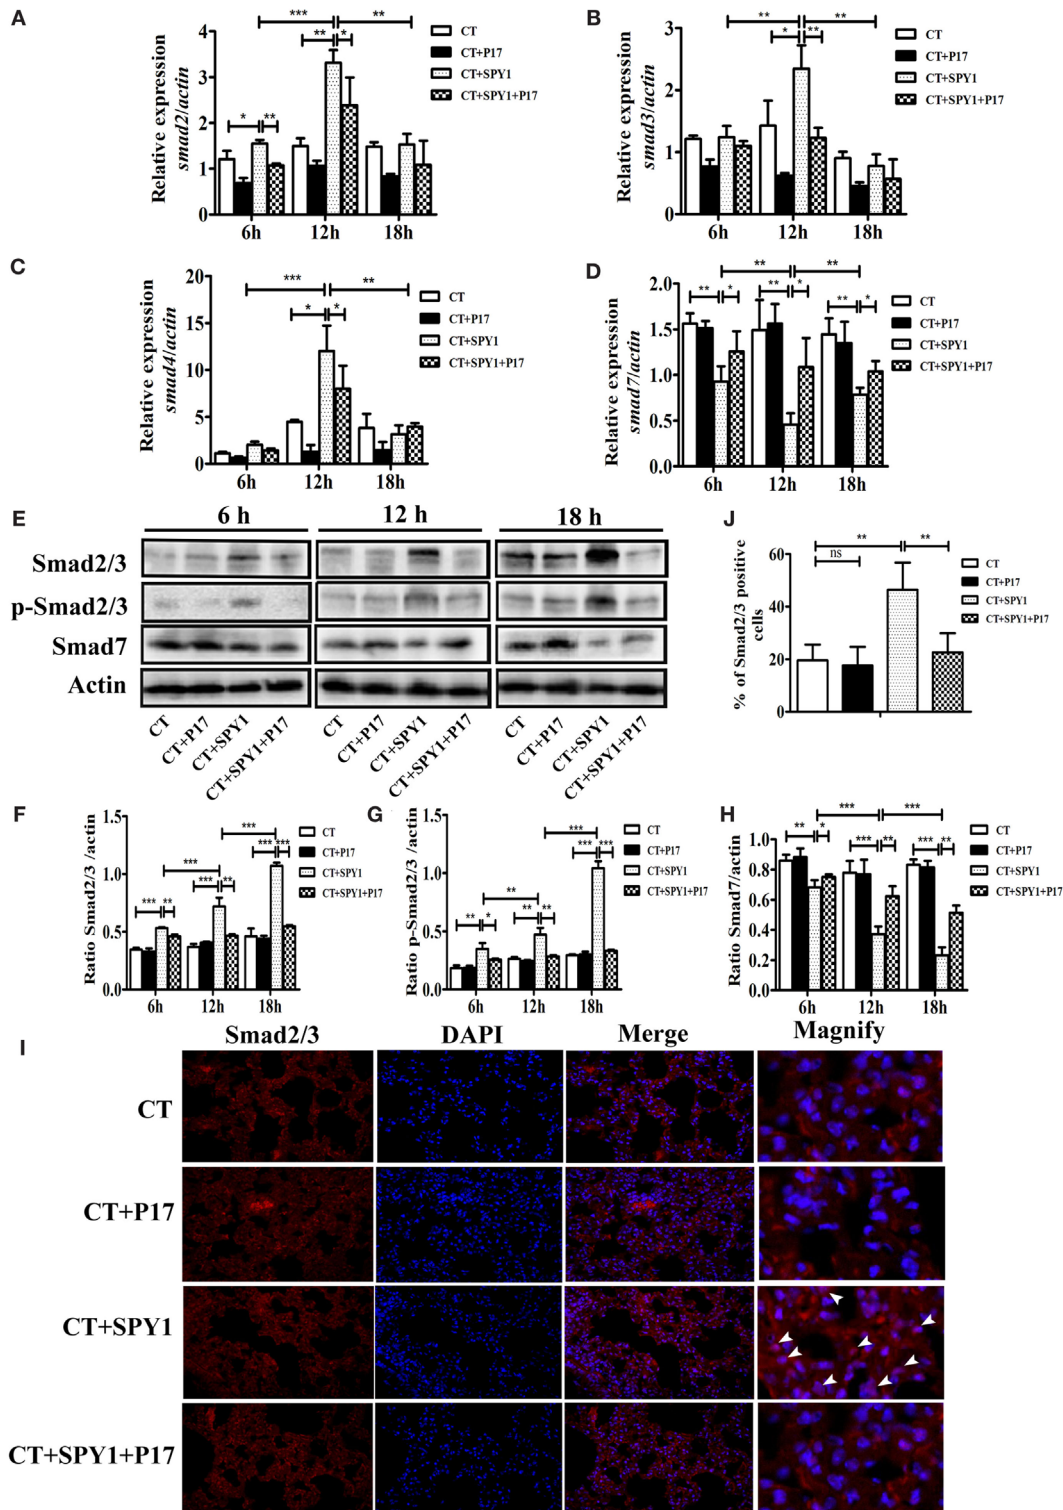 A
Relative expression
smad2/actin
5
4
3
2
1
0
6h 12h 18h
*** **
** *
* **
CT
CT+P17
CT+SPY1
CT+SPY1+P17
B
Relative expression
smad3/actin
3
2
1
0
6h 12h 18h
** **
* **
CT
CT+P17
CT+SPY1
CT+SPY1+P17
C
Relative expression
smad4/actin
20
15
10
5
0
6h 12h 18h
*** **
* *
CT
CT+P17
CT+SPY1
CT+SPY1+P17
D
Relative expression
smad7/actin
2.0
1.5
1.0
0.5
0.0
6h 12h 18h
** **
** * ** * ** *
CT
CT+P17
CT+SPY1
CT+SPY1+P17
E
6 h 12 h 18 h
Smad2/3
p-Smad2/3
Smad7
Actin
CT CT+P17 CT+SPY1 CT+SPY1+P17
CT CT+P17 CT+SPY1 CT+SPY1+P17
CT CT+P17 CT+SPY1 CT+SPY1+P17
J
% of Smad2/3 positive
cells
60
40
20
0
** **
ns
CT
CT+P17
CT+SPY1
CT+SPY1+P17
F
Ratio Smad2/3 /actin
1.5
1.0
0.5
0.0
6h 12h 18h
***
*** *** ***
*** **
*** **
CT
CT+P17
CT+SPY1
CT+SPY1+P17
G
Ratio p-Smad2/3 /actin
1.5
1.0
0.5
0.0
6h 12h 18h
***
*** ***
**
** * ** **
CT
CT+P17
CT+SPY1
CT+SPY1+P17
H
Ratio Smad7/actin
1.0
0.8
0.6
0.4
0.2
0.0
6h 12h 18h
*** ***
** * *** ** *** **
CT
CT+P17
CT+SPY1
CT+SPY1+P17
I
Smad2/3 DAPI Merge Magnify
CT
CT+P17
CT+SPY1
CT+SPY1+P17